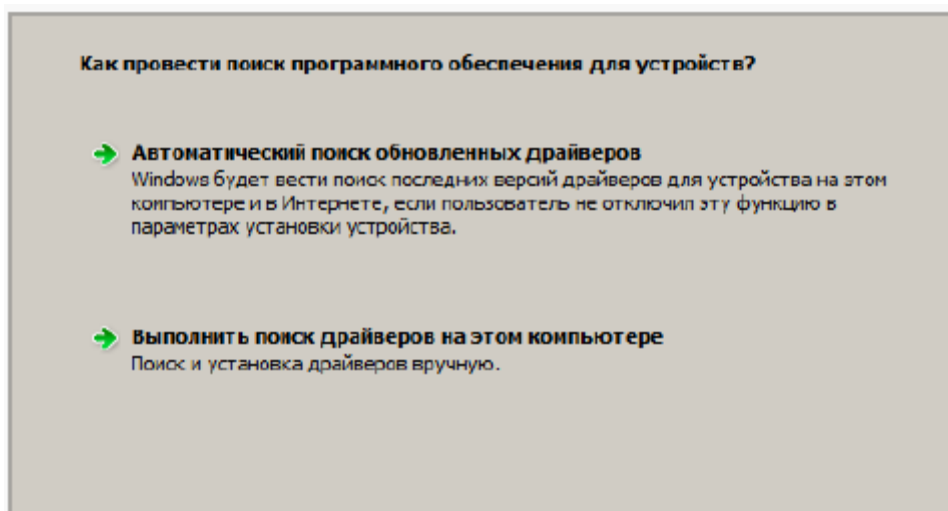 Как провести поиск программного обеспечения для устройств?
Автоматический поиск обновленных драйверов
Windows будет вести поиск последних версий драйверов для устройства на этом
компьютере и в Интернете, если пользователь не отключил эту функцию в
параметрах установки устройства.
Выполнить поиск драйверов на этом компьютере
Поиск и установка драйверов вручную.